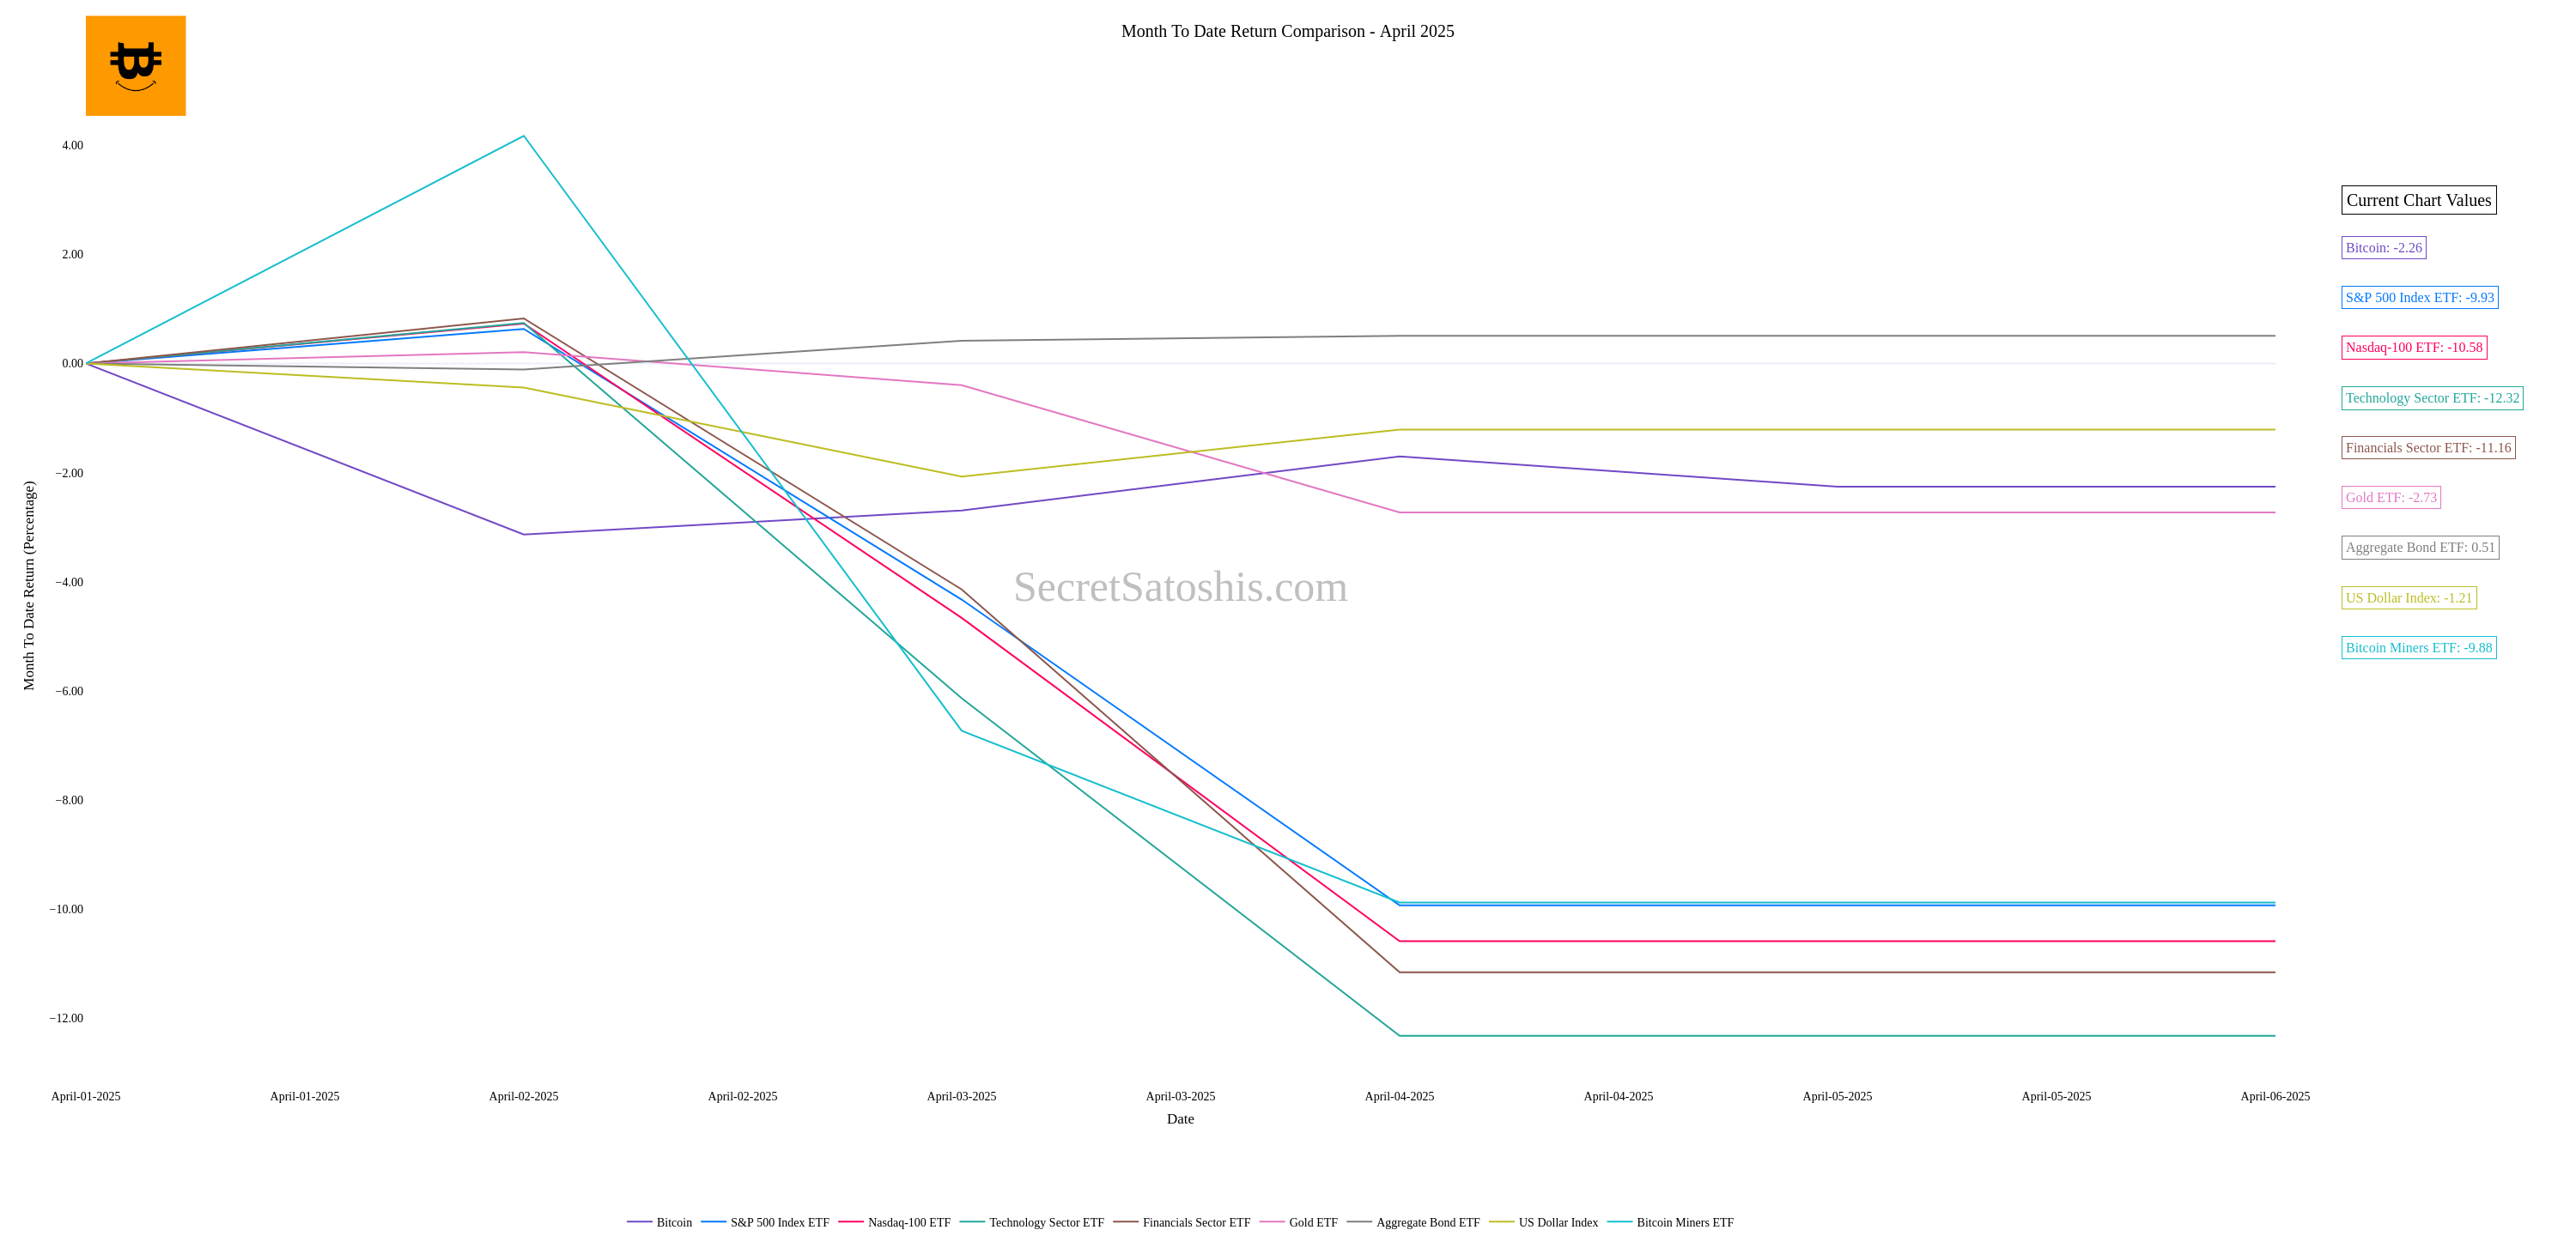 Month To Date Return Comparison - April 2025
4.00
2.00
0.00
−2.00
−4.00
−6.00
−8.00
−10.00
−12.00
Month To Date Return (Percentage)
SecretSatoshis.com
Current Chart Values
Bitcoin: -2.26
S&P 500 Index ETF: -9.93
Nasdaq-100 ETF: -10.58
Technology Sector ETF: -12.32
Financials Sector ETF: -11.16
Gold ETF: -2.73
Aggregate Bond ETF: 0.51
US Dollar Index: -1.21
Bitcoin Miners ETF: -9.88
April-01-2025 April-01-2025 April-02-2025 April-02-2025 April-03-2025 April-03-2025 April-04-2025 April-04-2025 April-05-2025 April-05-2025 April-06-2025
Date
Bitcoin S&P 500 Index ETF Nasdaq-100 ETF Technology Sector ETF Financials Sector ETF Gold ETF Aggregate Bond ETF US Dollar Index Bitcoin Miners ETF